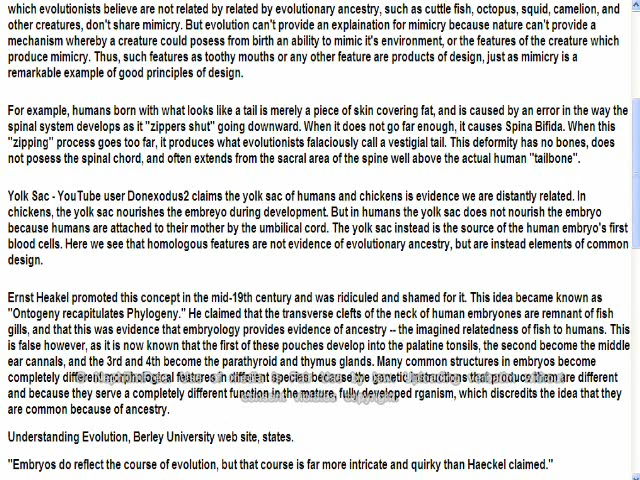 which evolutionists believe are not related by related by evolutionary ancestry, such as cuttle fish, octopus, squid, camelion, and
other creatures, don't share mimicry. But evolution can't provide an explaination for mimicry because nature can't provide a
mechanism whereby a creature could posess from birth an ability to mimic it's environment, or the features of the creature which
produce mimicry. Thus, such features as toothy mouths or any other feature are products of design, just as mimicry is a
remarkable example of good principles of design.
For example, humans born with what looks like a tail is merely a piece of skin covering fat, and is caused by an error in the way the
spinal system develops as it "zippers shut" going downward. When it does not go far enough, it causes Spina Bifida. When this
"zipping" process goes too far, it produces what evolutionists falaciously call a vestigial tail. This deformity has no bones, does
not possess the spinal chord, and often extends from the sacral area of the spine well above the actual human "tailbone".
Yolk Sac - YouTube user Donexodus2 claims the yolk sac of humans and chickens is evidence we are distantly related. In
chickens, the yolk sac nourishes the embreyo during development. But in humans the yolk sac does not nourish the embryo
because humans are attached to their mother by the umbilical cord. The yolk sac instead is the source of the human embryo's first
blood cells. Here we see that homologous features are not evidence of evolutionary ancestry, but are instead elements of common
design.
Ernst Heakel promoted this concept in the mid-19th century and was ridiculed and shamed for it. This idea became known as
"Ontogeny recapitulates Phylogeny." He claimed that the transverse clefts of the neck of human embryones are remnant of fish
gills, and that this was evidence that embryology provides evidence of ancestry -- the imagined relatedness of fish to humans. This
is false however, as it is now known that the first of these pouches develop into the palatine tonsils, the second become the middle
ear cannals, and the 3rd and 4th become the parathyroid and thymus glands. Many common structures in embryos become
completely different morphological features in different species because the genetic instructions that produce them are different
and because they serve a completely different function in the mature, fully developed rganism, which discredits the idea that they
are common because of ancestry.
Understanding Evolution, Berley University web site, states.
"Embryos do reflect the course of evolution, but that course is far more intricate and quirky than Haeckel claimed."